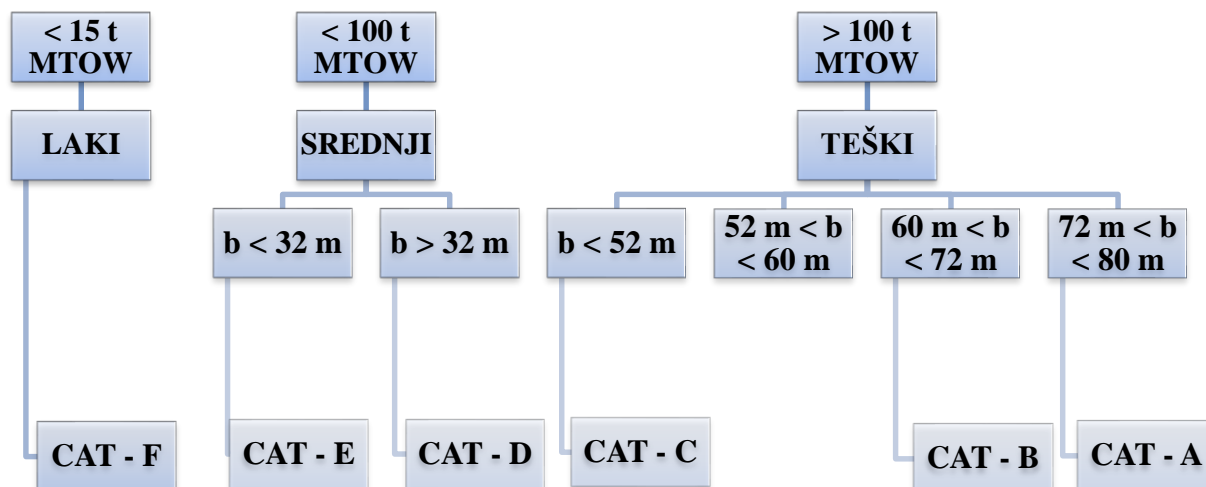 < 15 t
MTOW
< 100 t
MTOW
> 100 t
MTOW
LAKI
SREDNJI
TEŠKI
b < 32 m
b > 32 m
b < 52 m
52 m < b
< 60 m
60 m < b
< 72 m
72 m < b
< 80 m
CAT - F
CAT - E
CAT - D
CAT - C
CAT - B
CAT - A